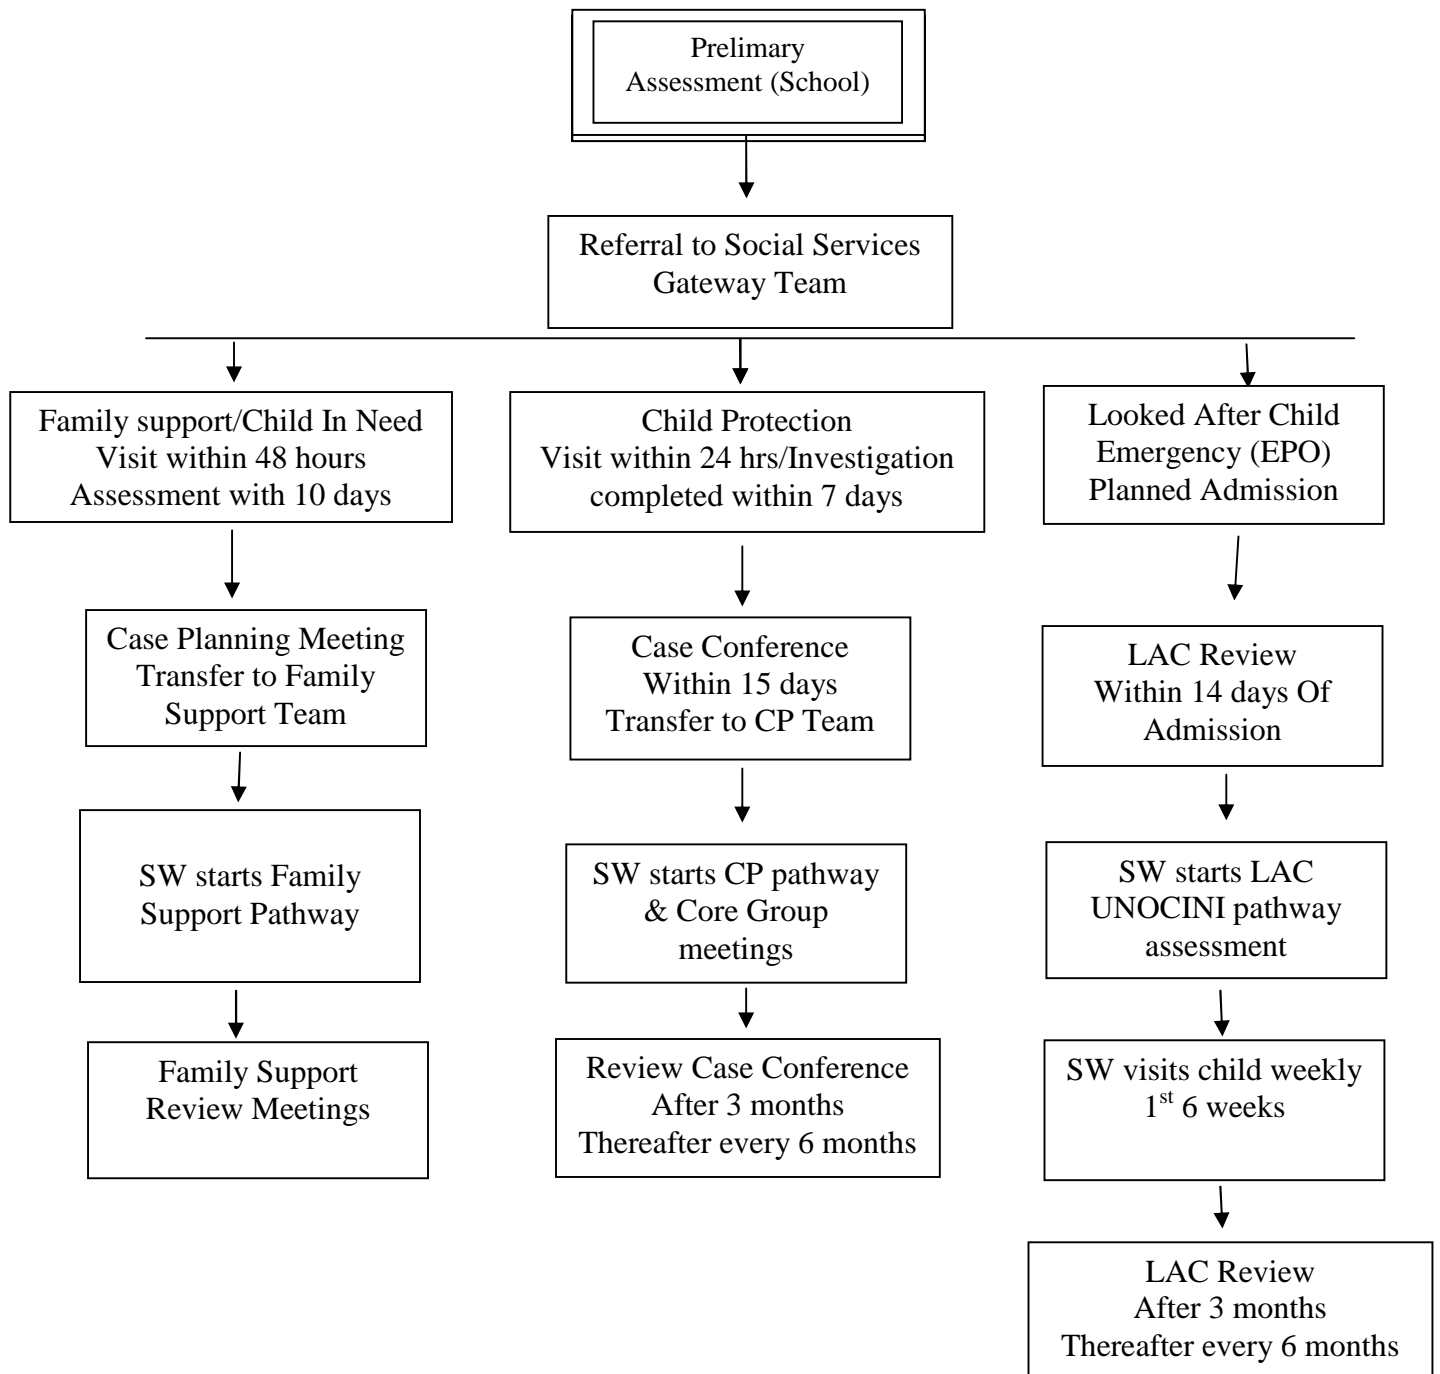 Prelimary
Assessment (School)
Referral to Social Services
Gateway Team
Family support/Child In Need
Visit within 48 hours
Assessment with 10 days
Child Protection
Visit within 24 hrs/Investigation
completed within 7 days
Looked After Child
Emergency (EPO)
Planned Admission
Case Planning Meeting
Transfer to Family
Support Team
Case Conference
Within 15 days
Transfer to CP Team
LAC Review
Within 14 days Of
Admission
SW starts Family
Support Pathway
SW starts CP pathway
& Core Group
meetings
SW starts LAC
UNOCINI pathway
assessment
Family Support
Review Meetings
Review Case Conference
After 3 months
Thereafter every 6 months
SW visits child weekly
1st 6 weeks
LAC Review
After 3 months
Thereafter every 6 months